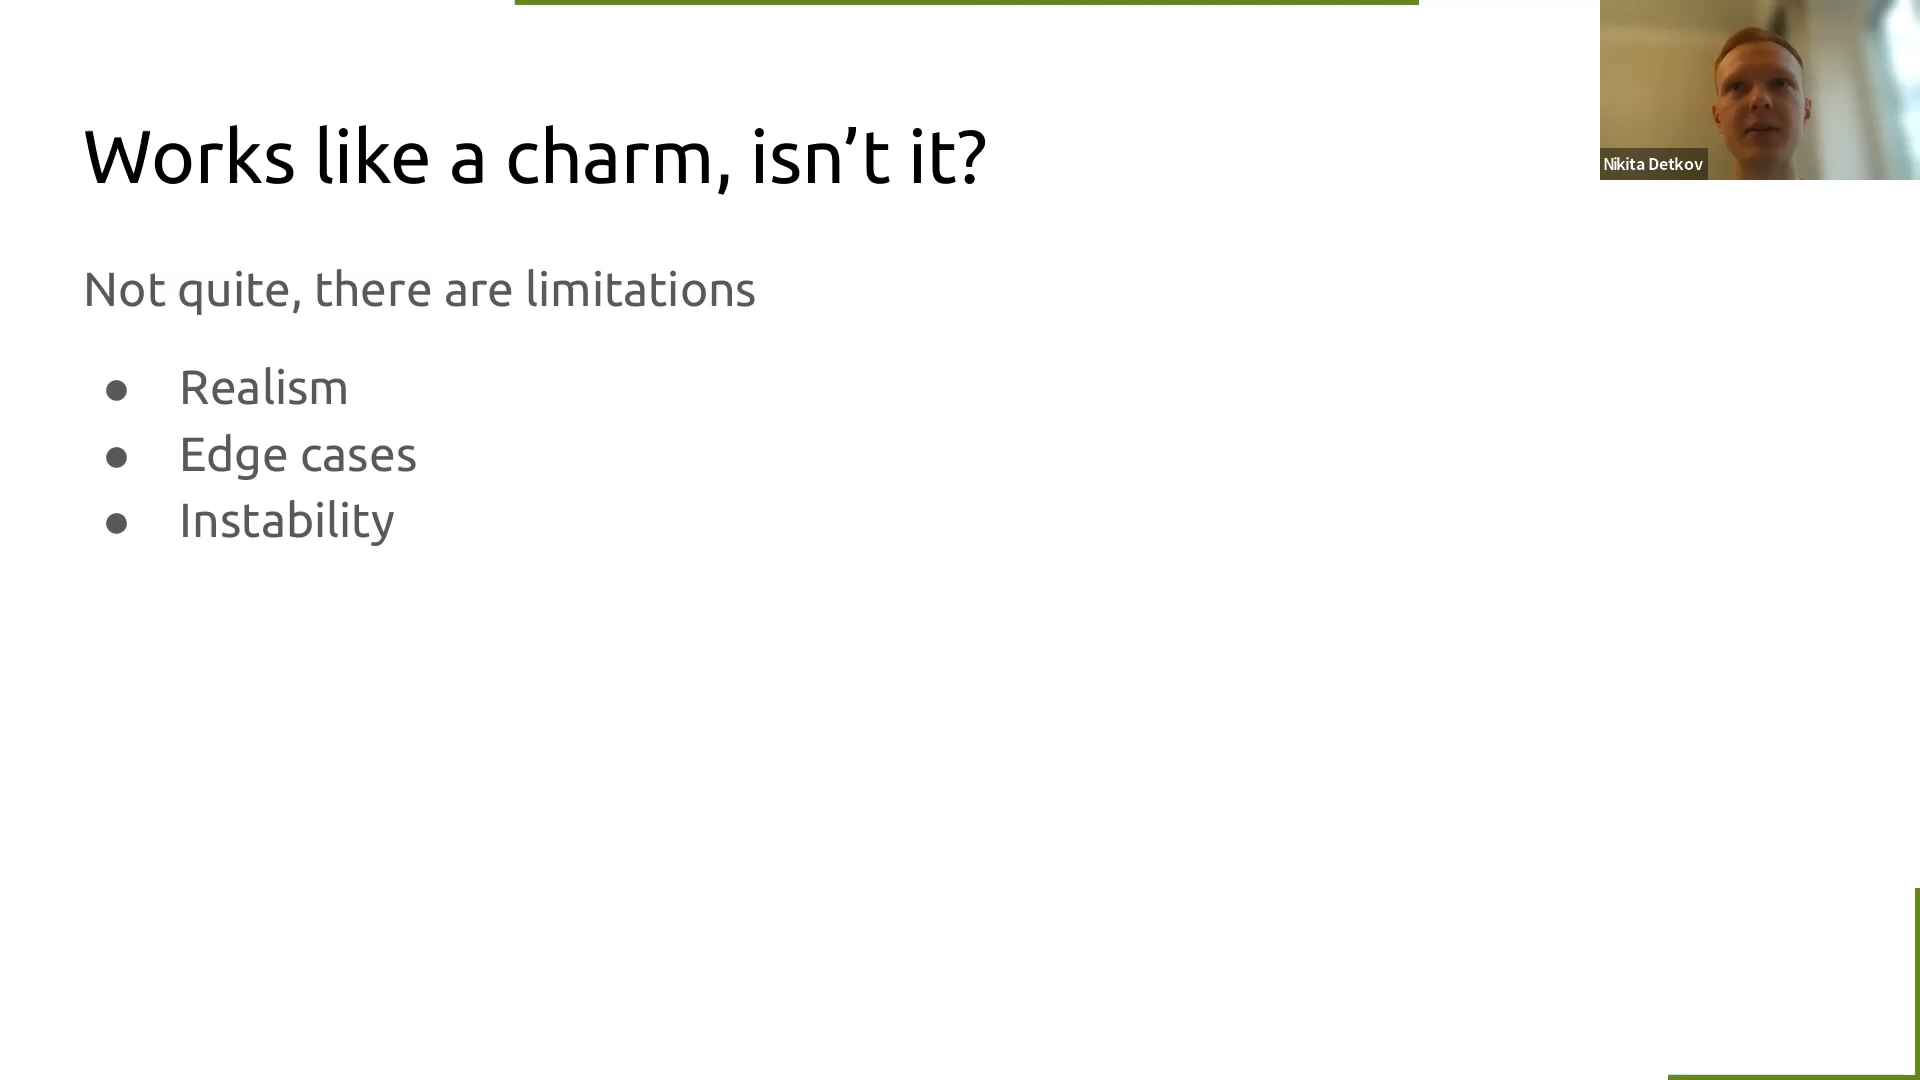 Works like a charm, isn’t it?
Nikita Detkov
Not quite, there are limitations
● Realism
● Edge cases
● Instability